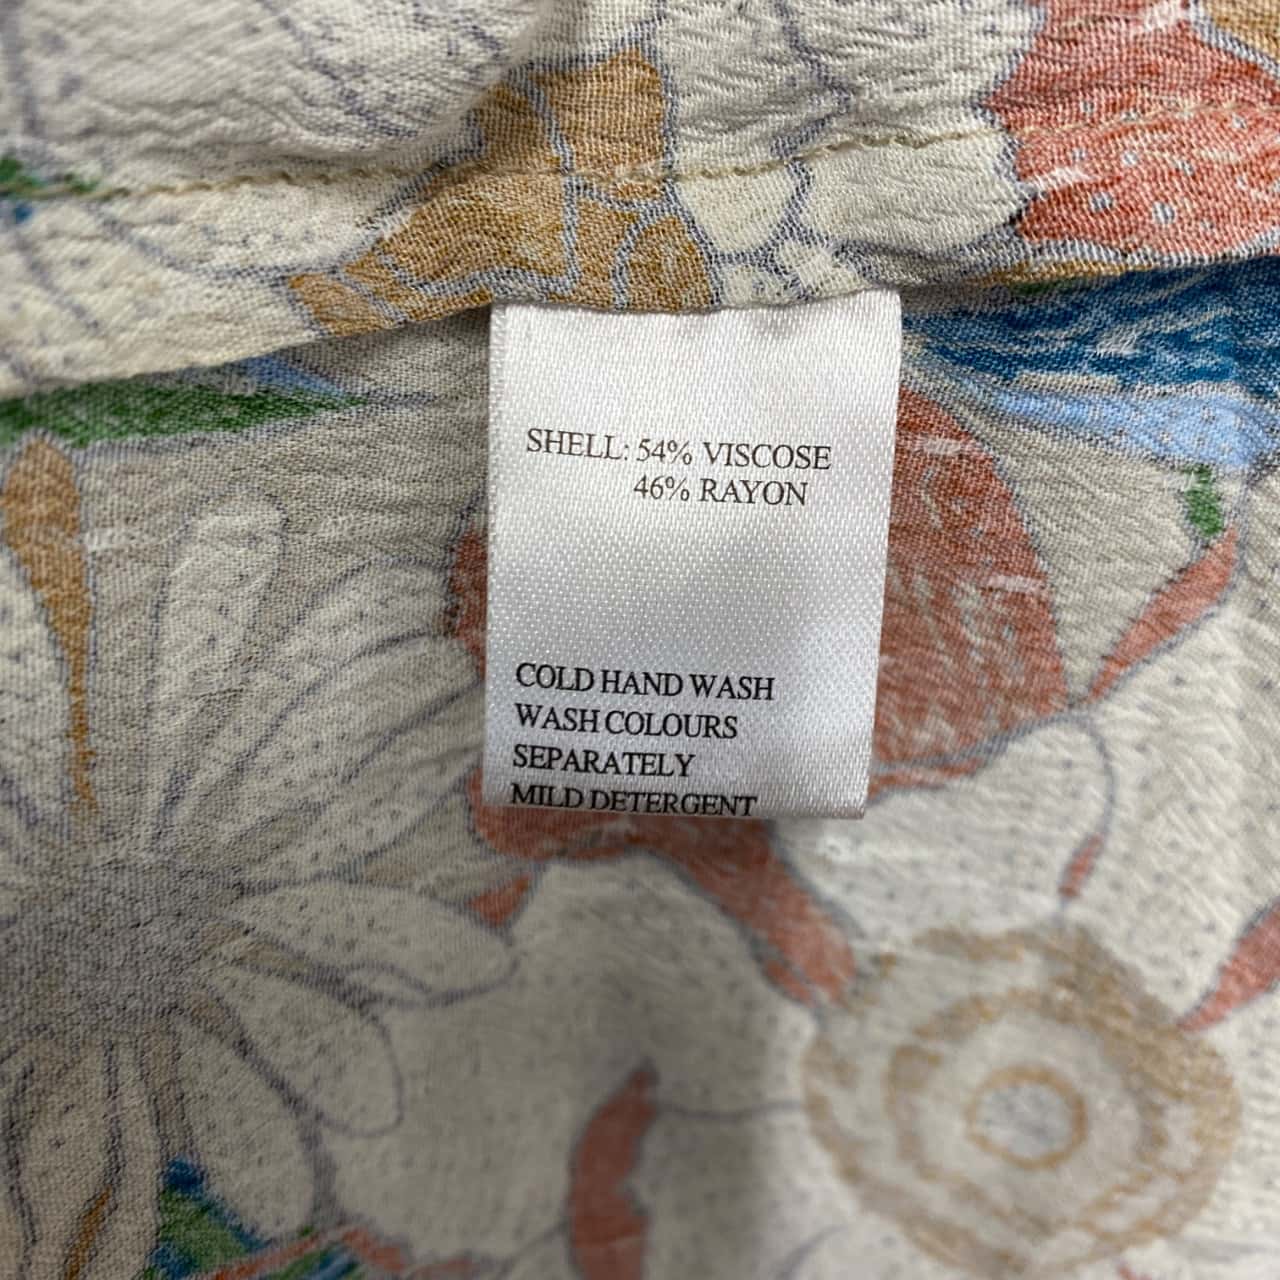 SHELL: 54% VISCOSE
46% RAYON
COLD HAND WASH
WASH COLOURS
SEPARATELY
MILD DETERGENT